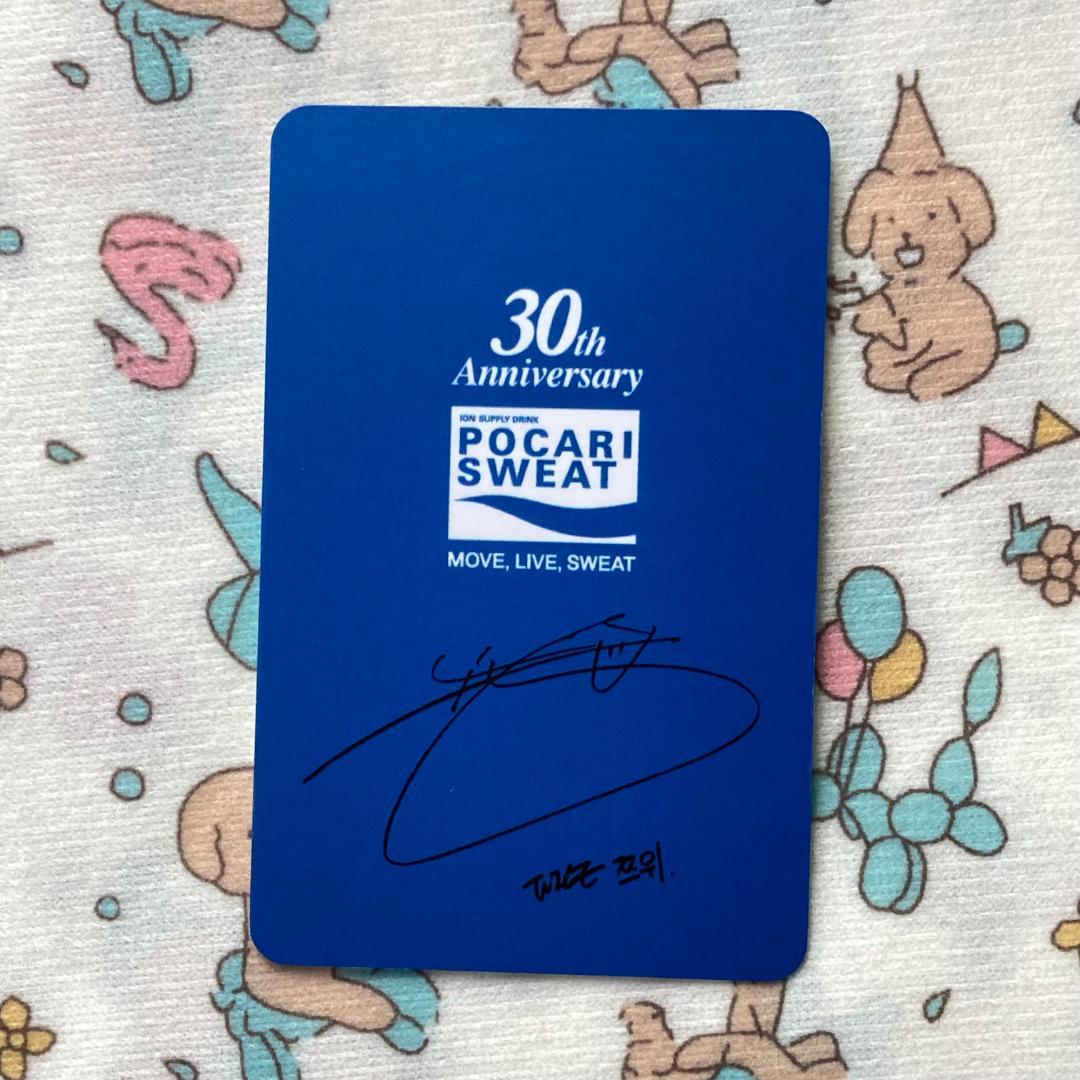 30th
Anniversary
ION SUPPLY DRINK
POCARI
SWEAT
MOVE, LIVE, SWEAT
TWICE 쯔위.